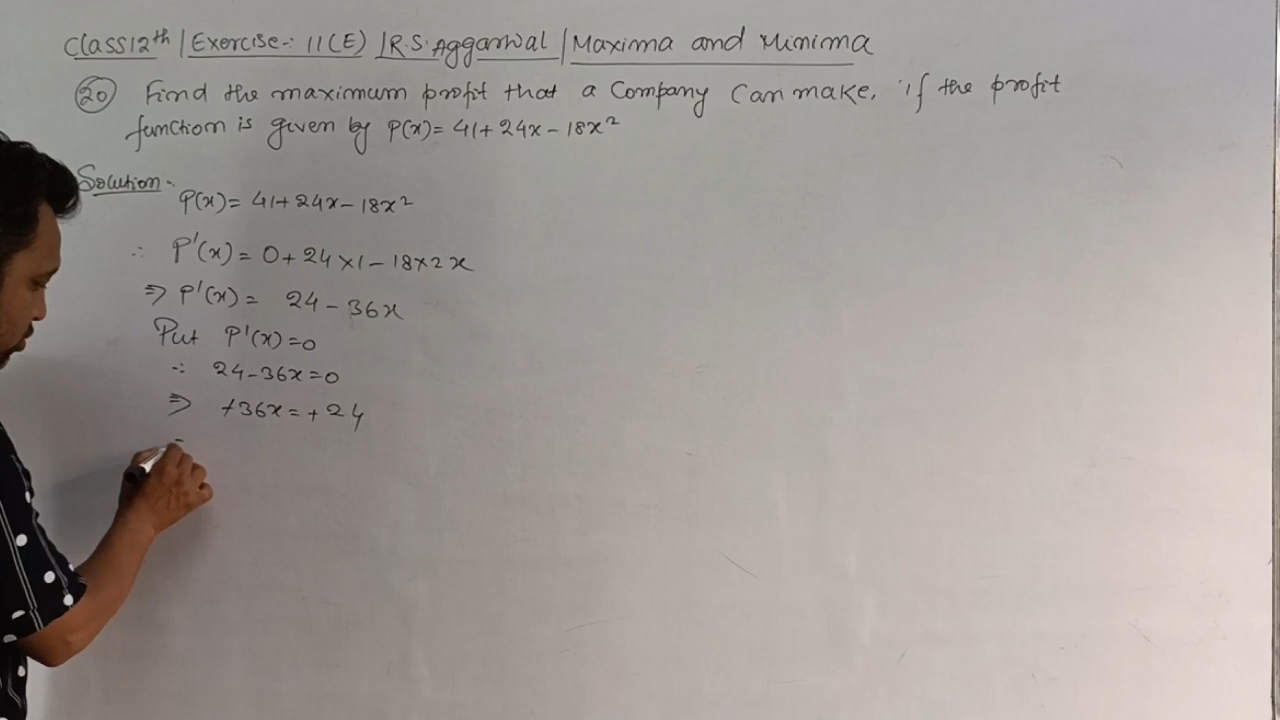 Class12th | Exercise-: 11(E) | R.S. Aggarwal | Maxima and Minima
20 Find the maximum profit that a Company Can make, if the profit
function is given by P(x) = 41 + 24x - 18x²
Solution-
P(x) = 41 + 24x - 18x²
∴ P'(x) = 0 + 24×1 - 18×2x
⇒ P'(x) = 24 - 36x
Put P'(x) = 0
∴ 24 - 36x = 0
⇒ +36x = +24